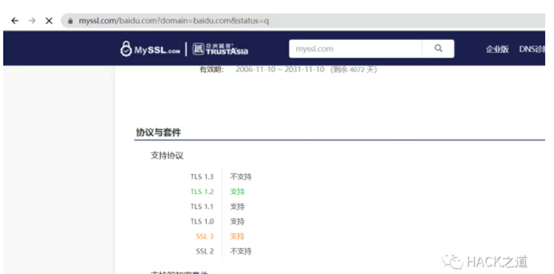 myssl.com/baidu.com?domain=baidu.com&status=q
MySSL.com
亚洲诚信
TRUSTAsia
myssl.com
企业版
有效期: 2006-11-10 ~ 2031-11-10 (剩余 4072 天)
协议与套件
支持协议
TLS 1.3 不支持
TLS 1.2 支持
TLS 1.1 支持
TLS 1.0 支持
SSL 3 支持
SSL 2 不支持
HACK之道